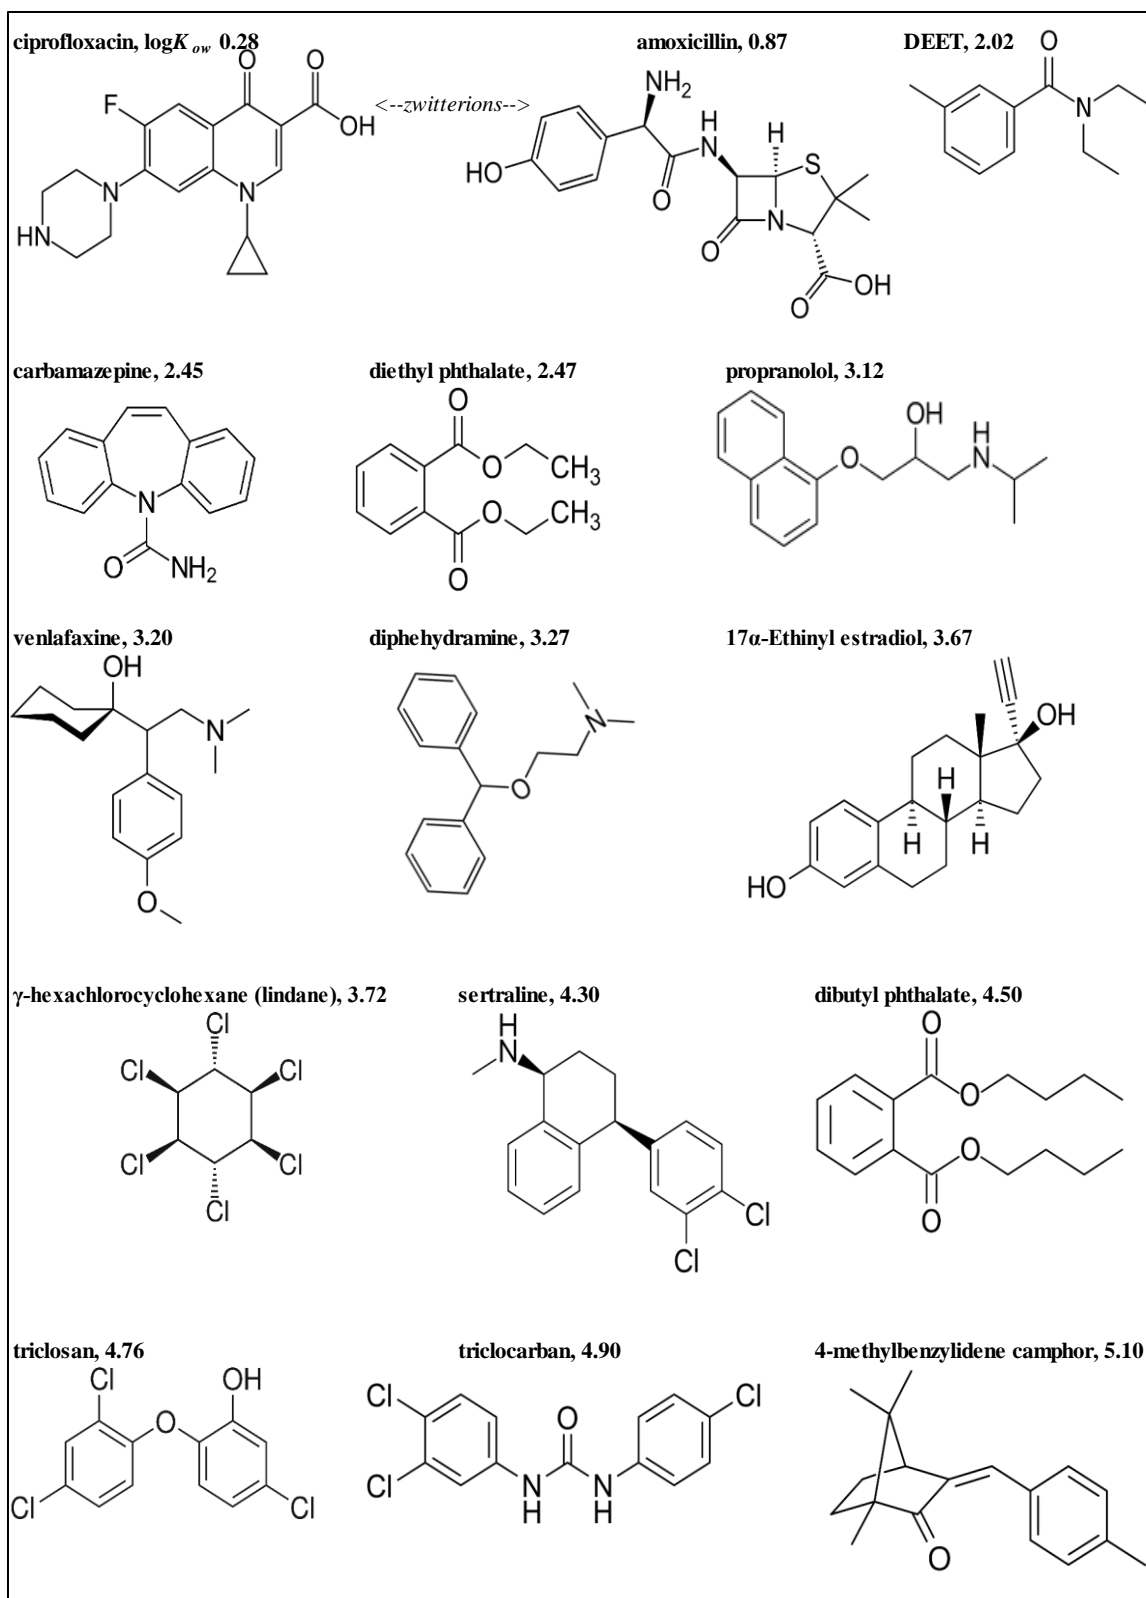 ciprofloxacin, logK ow 0.28
amoxicillin, 0.87
DEET, 2.02
O
O
F
OH
N
HN
N
<--zwitterions-->
NH2
H
N
H
S
HO
O
O
N
O
OH
O
N
carbamazepine, 2.45
diethyl phthalate, 2.47
propranolol, 3.12
N
O
NH2
O
O
CH3
O
CH3
O
OH
O
H
N
venlafaxine, 3.20
diphehydramine, 3.27
17α-Ethinyl estradiol, 3.67
OH
N
O
N
O
OH
H
H
H
HO
γ-hexachlorocyclohexane (lindane), 3.72
sertraline, 4.30
dibutyl phthalate, 4.50
Cl
Cl
Cl
Cl
Cl
Cl
H
N
Cl
Cl
O
O
O
O
triclosan, 4.76
triclocarban, 4.90
4-methylbenzylidene camphor, 5.10
Cl
OH
O
Cl
Cl
Cl
O
Cl
Cl
N
H
N
H
O